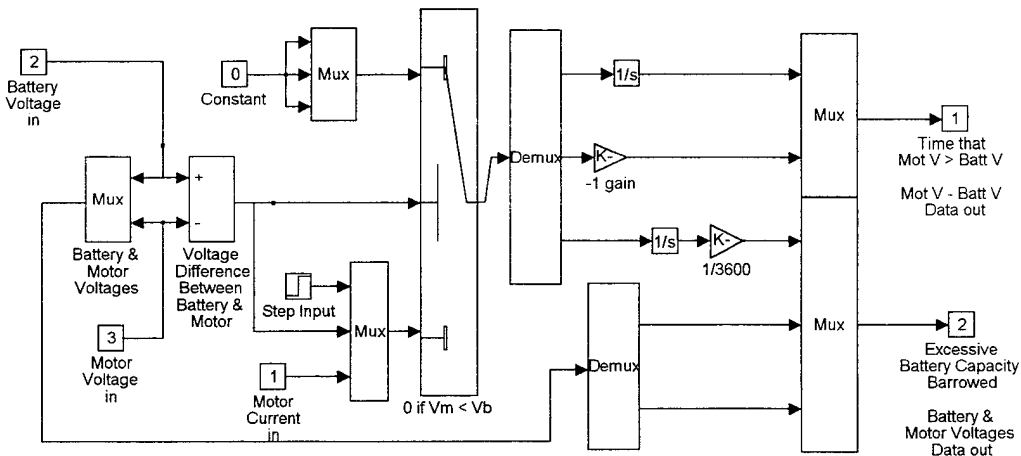 2
Battery
Voltage
in
0
Constant
Mux
Mux
Battery &
Motor
Voltages
+
-
Voltage
Difference
Between
Battery &
Motor
3
Motor
Voltage
in
Step Input
1
Motor
Current
in
Mux
0 if Vm < Vb
Demux
1/s
K-
-1 gain
1/s
K-
1/3600
Demux
Mux
Mux
1
Time that
Mot V > Batt V
Mot V - Batt V
Data out
2
Excessive
Battery Capacity
Barrowed
Battery &
Motor Voltages
Data out